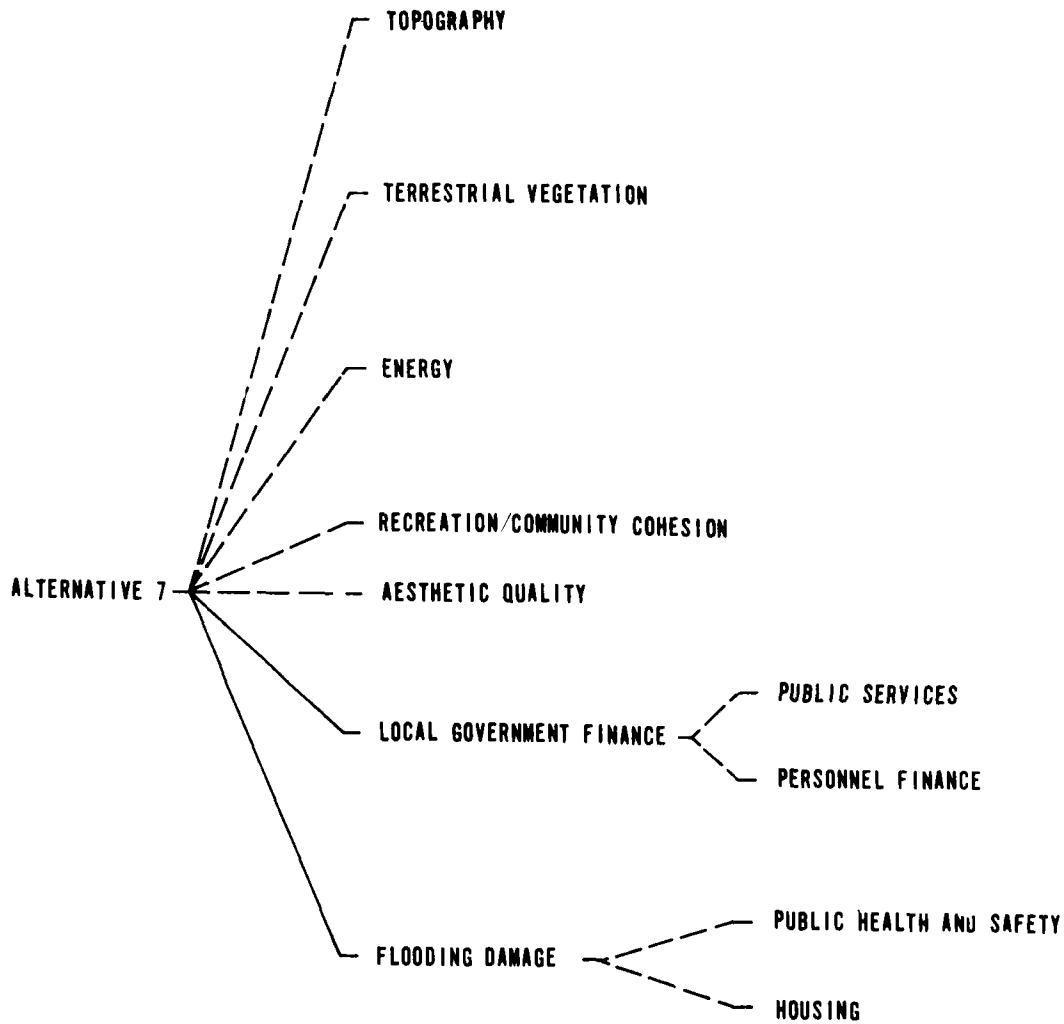 TOPOGRAPHY
TERRESTRIAL VEGETATION
ENERGY
RECREATION/COMMUNITY COHESION
ALTERNATIVE 7
AESTHETIC QUALITY
PUBLIC SERVICES
LOCAL GOVERNMENT FINANCE
PERSONNEL FINANCE
PUBLIC HEALTH AND SAFETY
FLOODING DAMAGE
HOUSING